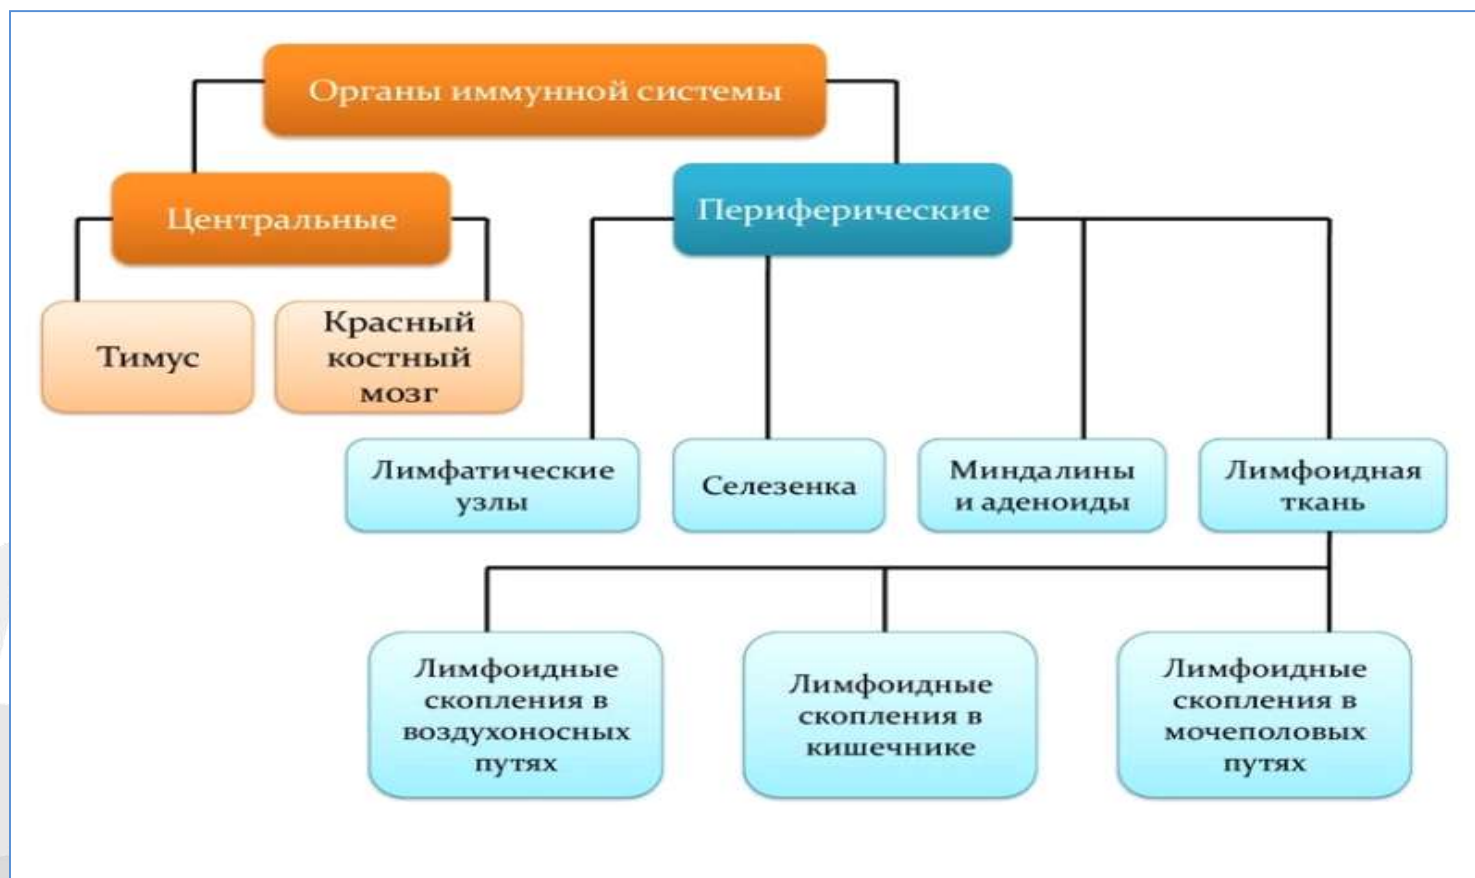 Органы иммунной системы
Центральные
Периферические
Тимус
Красный
костный
мозг
Лимфатические
узлы
Селезенка
Миндалины
и аденоиды
Лимфоидная
ткань
Лимфоидные
скопления в
воздухоносных
путях
Лимфоидные
скопления в
кишечнике
Лимфоидные
скопления в
мочеполовых
путях